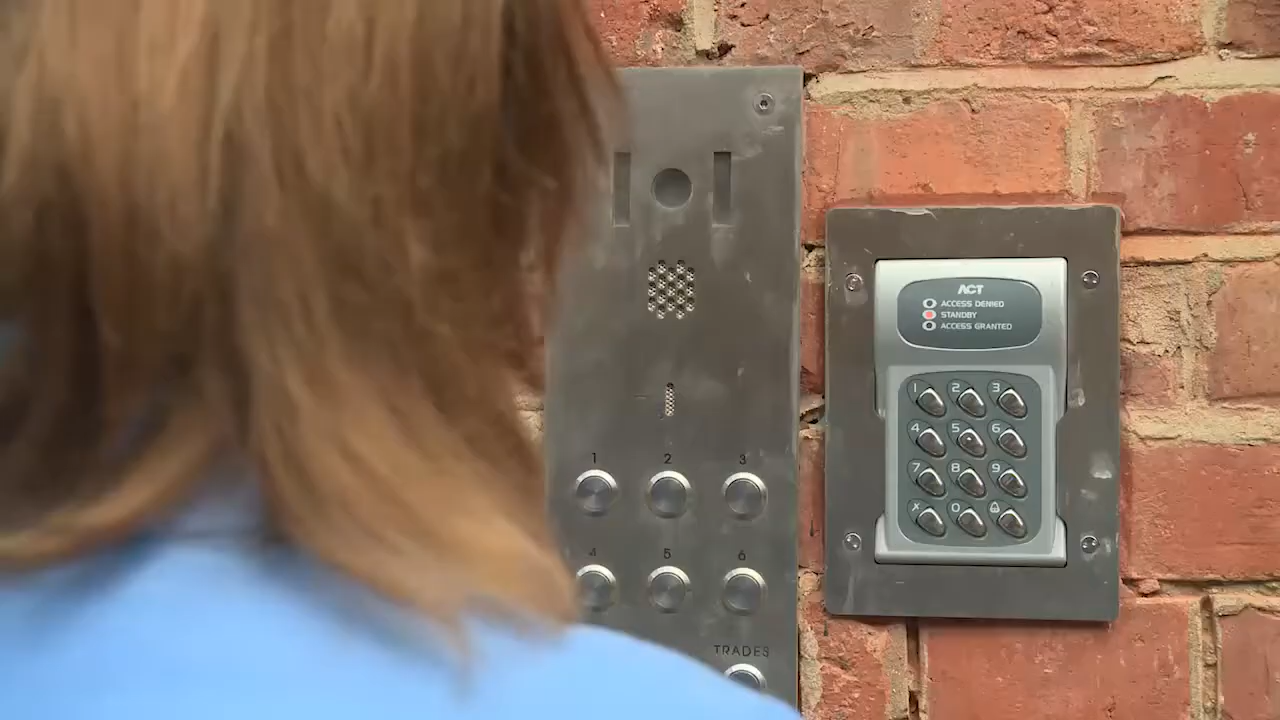 1 2 3
4 5 6
TRADES
ACT
ACCESS DENIED
STANDBY
ACCESS GRANTED
1 2 3
4 5 6
7 8 9
X 0